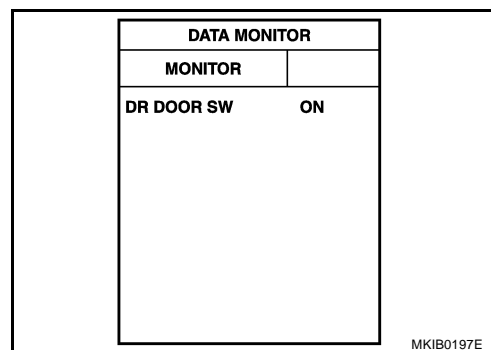 DATA MONITOR
MONITOR
DR DOOR SW ON
MKIB0197E